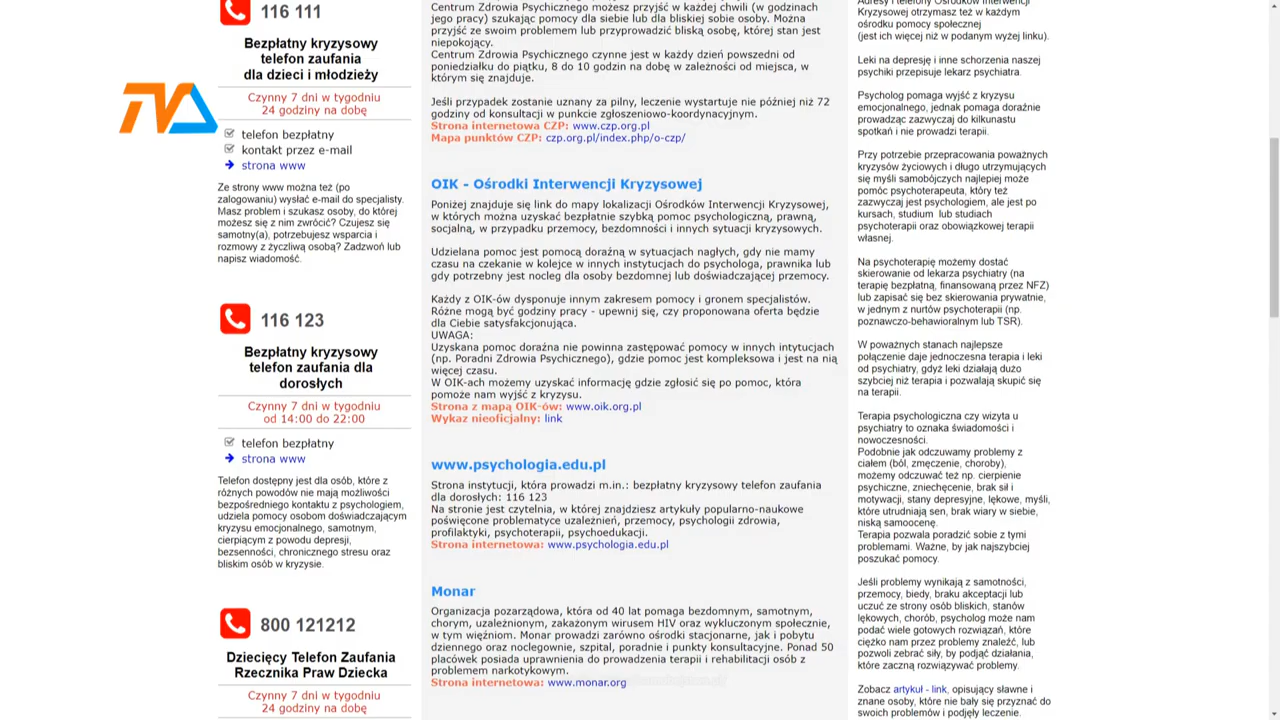 116 111
Bezpłatny kryzysowy
telefon zaufania
dla dzieci i młodzieży
Czynny 7 dni w tygodniu
24 godziny na dobę
telefon bezpłatny
kontakt przez e-mail
strona www
Ze strony www można też (po
zalogowaniu) wysłać e-mail do specjalisty.
Masz problem i szukasz osoby, do której
możesz się z nim zwrócić? Czujesz się
samotny(a), potrzebujesz wsparcia i
rozmowy z życzliwą osobą? Zadzwoń lub
napisz wiadomość.
116 123
Bezpłatny kryzysowy
telefon zaufania dla
dorosłych
Czynny 7 dni w tygodniu
od 14:00 do 22:00
telefon bezpłatny
strona www
Telefon dostępny jest dla osób, które z
różnych powodów nie mają możliwości
bezpośredniego kontaktu z psychologiem,
udziela pomocy osobom doświadczającym
kryzysu emocjonalnego, samotnym,
cierpiącym z powodu depresji,
bezsenności, chronicznego stresu oraz
bliskim osób w kryzysie.
800 121212
Dziecięcy Telefon Zaufania
Rzecznika Praw Dziecka
Czynny 7 dni w tygodniu
24 godziny na dobę
Centrum Zdrowia Psychicznego możesz przyjść w każdej chwili (w godzinach
jego pracy) szukając pomocy dla siebie lub dla bliskiej sobie osoby. Można
przyjść ze swoim problemem lub przyprowadzić bliską osobę, której stan jest
niepokojący.
Centrum Zdrowia Psychicznego czynne jest w każdy dzień powszedni od
poniedziałku do piątku, 8 do 10 godzin na dobę w zależności od miejsca, w
którym się znajduje.
Jeśli przypadek zostanie uznany za pilny, leczenie wystartuje nie później niż 72
godziny od konsultacji w punkcie zgłoszeniowo-koordynacyjnym.
Strona internetowa CZP: www.czp.org.pl
Mapa punktów CZP: czp.org.pl/index.php/o-czp/
OIK - Ośrodki Interwencji Kryzysowej
Poniżej znajduje się link do mapy lokalizacji Ośrodków Interwencji Kryzysowej,
w których można uzyskać bezpłatnie szybką pomoc psychologiczną, prawną,
socjalną, w przypadku przemocy, bezdomności i innych sytuacji kryzysowych.
Udzielana pomoc jest pomocą doraźną w sytuacjach nagłych, gdy nie mamy
czasu na czekanie w kolejce w innych instytucjach do psychologa, prawnika lub
gdy potrzebny jest nocleg dla osoby bezdomnej lub doświadczającej przemocy.
Każdy z OIK-ów dysponuje innym zakresem pomocy i gronem specjalistów.
Różne mogą być godziny pracy - upewnij się, czy proponowana oferta będzie
dla Ciebie satysfakcjonująca.
UWAGA:
Uzyskana pomoc doraźna nie powinna zastępować pomocy w innych intytucjach
(np. Poradni Zdrowia Psychicznego), gdzie pomoc jest kompleksowa i jest na nią
więcej czasu.
W OIK-ach możemy uzyskać informację gdzie zgłosić się po pomoc, która
pomoże nam wyjść z kryzysu.
Strona z mapą OIK-ów: www.oik.org.pl
Wykaz nieoficjalny: link
www.psychologia.edu.pl
Strona instytucji, która prowadzi m.in.: bezpłatny kryzysowy telefon zaufania
dla dorosłych: 116 123
Na stronie jest czytelnia, w której znajdziesz artykuły popularno-naukowe
poświęcone problematyce uzależnień, przemocy, psychologii zdrowia,
profilaktyki, psychoterapii, psychoedukacji.
Strona internetowa: www.psychologia.edu.pl
Monar
Organizacja pozarządowa, która od 40 lat pomaga bezdomnym, samotnym,
chorym, uzależnionym, zakażonym wirusem HIV oraz wykluczonym społecznie,
w tym więźniom. Monar prowadzi zarówno ośrodki stacjonarne, jak i pobytu
dziennego oraz noclegownie, szpital, poradnie i punkty konsultacyjne. Ponad 50
placówek posiada uprawnienia do prowadzenia terapii i rehabilitacji osób z
problemem narkotykowym.
Strona internetowa: www.monar.org
Adresy i telefony Ośrodków Interwencji
Kryzysowej otrzymasz też w każdym
ośrodku pomocy społecznej
(jest ich więcej niż w podanym wyżej linku).
Leki na depresję i inne schorzenia naszej
psychiki przepisuje lekarz psychiatra.
Psycholog pomaga wyjść z kryzysu
emocjonalnego, jednak pomaga doraźnie
prowadząc zazwyczaj do kilkunastu
spotkań i nie prowadzi terapii.
Przy potrzebie przepracowania poważnych
kryzysów życiowych i długo utrzymujących
się myśli samobójczych najlepiej może
pomóc psychoterapeuta, który też
zazwyczaj jest psychologiem, ale jest po
kursach, studium lub studiach
psychoterapii oraz obowiązkowej terapii
własnej.
Na psychoterapię możemy dostać
skierowanie od lekarza psychiatry (na
terapię bezpłatną, finansowaną przez NFZ)
lub zapisać się bez skierowania prywatnie,
w jednym z nurtów psychoterapii (np.
poznawczo-behawioralnym lub TSR).
W poważnych stanach najlepsze
połączenie daje jednoczesna terapia i leki
od psychiatry, gdyż leki działają dużo
szybciej niż terapia i pozwalają skupić się
na terapii.
Terapia psychologiczna czy wizyta u
psychiatry to oznaka świadomości i
nowoczesności.
Podobnie jak odczuwamy problemy z
ciałem (ból, zmęczenie, choroby),
możemy odczuwać też np. cierpienie
psychiczne, zniechęcenie, brak sił i
motywacji, stany depresyjne, lękowe, myśli,
które utrudniają sen, brak wiary w siebie,
niską samoocenę.
Terapia pozwala poradzić sobie z tymi
problemami. Ważne, by jak najszybciej
poszukać pomocy.
Jeśli problemy wynikają z samotności,
przemocy, biedy, braku akceptacji lub
uczuć ze strony osób bliskich, stanów
lękowych, chorób, psycholog może nam
podać wiele gotowych rozwiązań, które
ciężko nam przez problemy znaleźć, lub
pozwoli zebrać siły, by podjąć działania,
które zaczną rozwiązywać problemy.
Zobacz artykuł - link, opisujący sławne i
znane osoby, które nie bały się przyznać do
swoich problemów i podjęły leczenie.